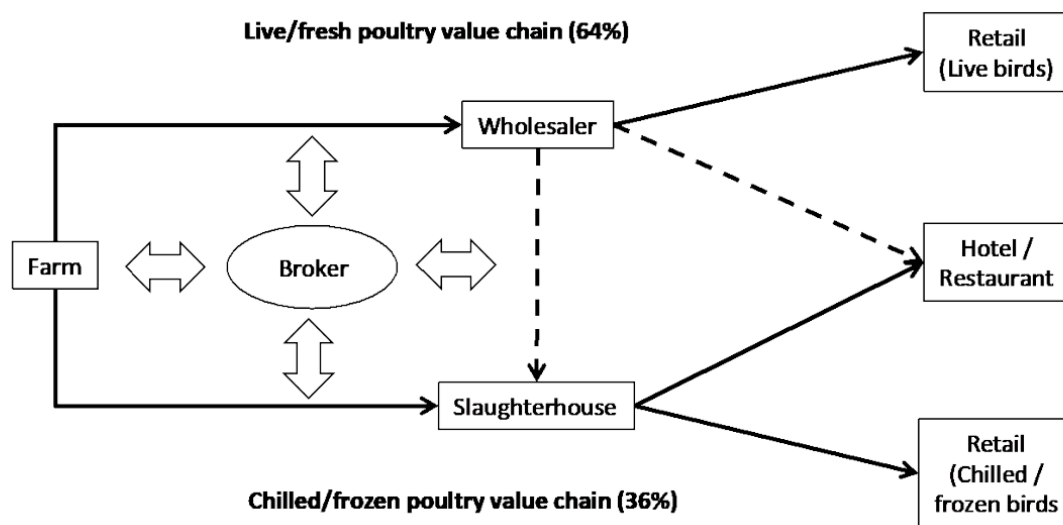 Live/fresh poultry value chain (64%)
Retail
(Live birds)
Wholesaler
Farm
Broker
Hotel /
Restaurant
Slaughterhouse
Retail
(Chilled /
frozen birds
Chilled/frozen poultry value chain (36%)